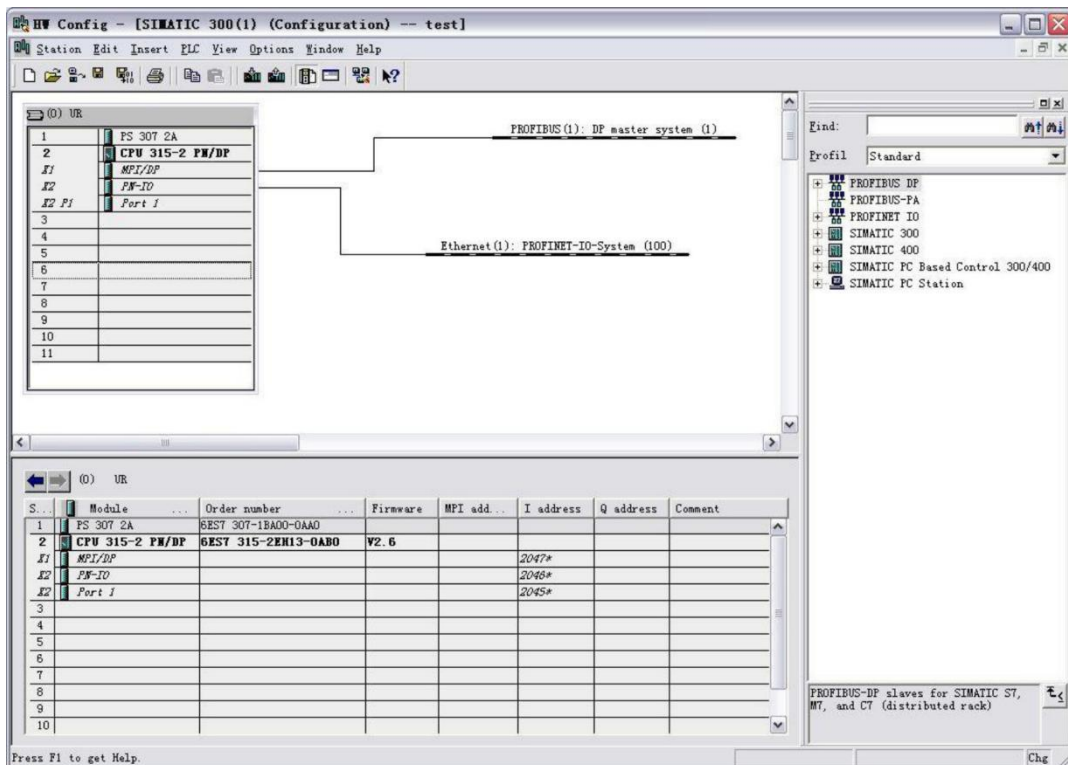 HW Config - [SIMATIC 300(1) (Configuration) -- test]
Station Edit Insert PLC View Options Window Help
(0) UR
1 PS 307 2A
2 CPU 315-2 PN/DP
X1 MPI/DP
X2 PN-IO
X2 P1 Port 1
3
4
5
6
7
8
9
10
11
PROFIBUS(1): DP master system (1)
Ethernet(1): PROFINET-IO-System (100)
Find:
Profil Standard
PROFIBUS DP
PROFIBUS-PA
PROFINET IO
SIMATIC 300
SIMATIC 400
SIMATIC PC Based Control 300/400
SIMATIC PC Station
(0) UR
S... Module ... Order number ... Firmware MPI add... I address Q address Comment
1 PS 307 2A 6ES7 307-1BA00-0AA0
2 CPU 315-2 PN/DP 6ES7 315-2EH13-0AB0 V2.6
X1 MPI/DP 2047*
X2 PN-IO 2046*
X2 Port 1 2045*
3
4
5
6
7
8
9
10
PROFIBUS-DP slaves for SIMATIC S7,
M7, and C7 (distributed rack)
Press F1 to get Help.
Chg